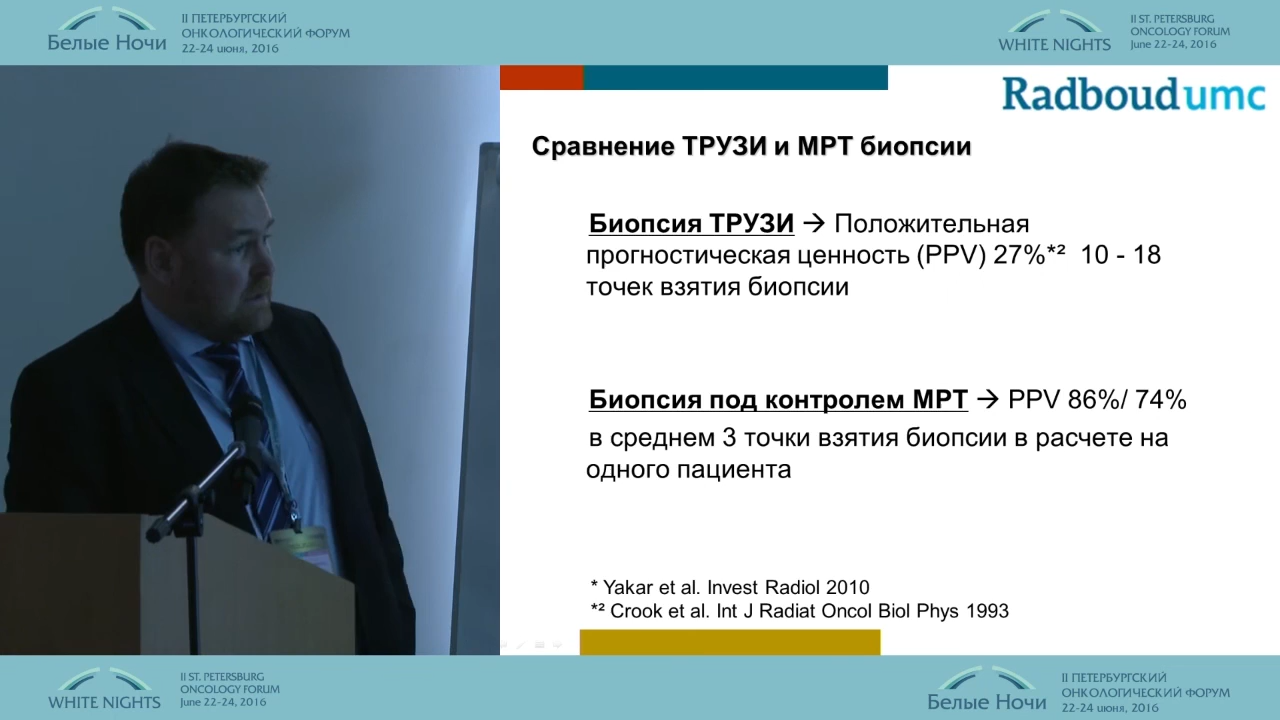 II ПЕТЕРБУРГСКИЙ
ОНКОЛОГИЧЕСКИЙ ФОРУМ
Белые Ночи
22-24 июня, 2016
II ST. PETERSBURG
ONCOLOGY FORUM
WHITE NIGHTS
June 22-24, 2016
Radboudumc
Сравнение ТРУЗИ и МРТ биопсии
Биопсия ТРУЗИ → Положительная
прогностическая ценность (PPV) 27%*² 10 - 18
точек взятия биопсии
Биопсия под контролем МРТ → PPV 86%/ 74%
в среднем 3 точки взятия биопсии в расчете на
одного пациента
* Yakar et al. Invest Radiol 2010
*² Crook et al. Int J Radiat Oncol Biol Phys 1993
II ST. PETERSBURG
ONCOLOGY FORUM
WHITE NIGHTS
June 22-24, 2016
II ПЕТЕРБУРГСКИЙ
ОНКОЛОГИЧЕСКИЙ ФОРУМ
Белые Ночи
22-24 июня, 2016